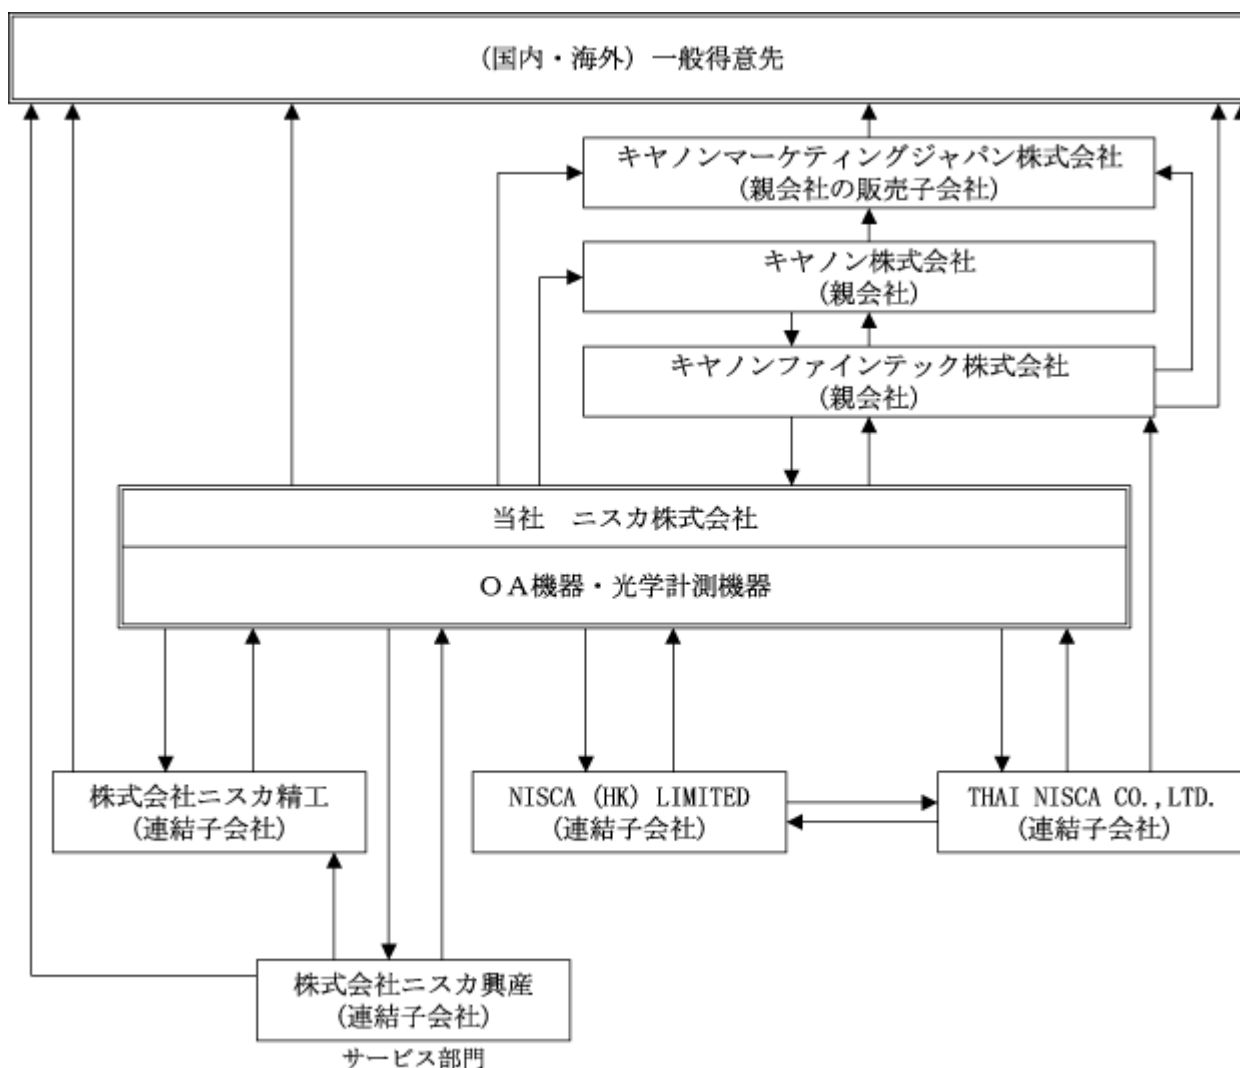 (国内・海外) 一般得意先
キヤノンマーケティングジャパン株式会社
(親会社の販売子会社)
キヤノン株式会社
(親会社)
キヤノンファインテック株式会社
(親会社)
当社　ニスカ株式会社
ＯＡ機器・光学計測機器
株式会社ニスカ精工
(連結子会社)
NISCA (HK) LIMITED
(連結子会社)
THAI NISCA CO.,LTD.
(連結子会社)
株式会社ニスカ興産
(連結子会社)
サービス部門